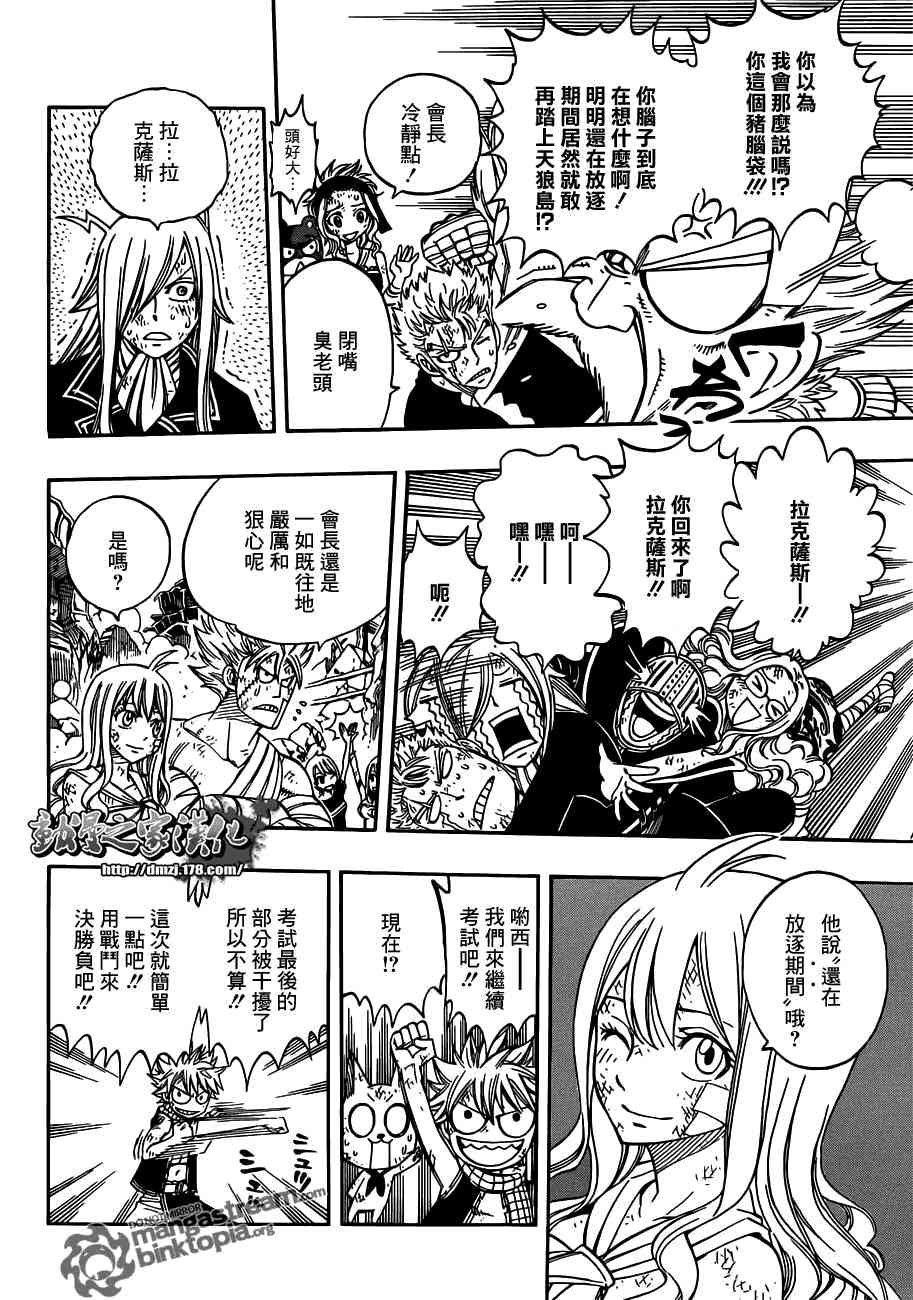 你以為
我會那麼說嗎!?
你這個豬腦袋!!!
你腦子到底
在想什麼啊！
明明還在放逐
期間居然就敢
再踏上天狼島!?
會長
冷靜點！
頭好大…
閉嘴
臭老頭
拉…拉
克薩斯…
拉克薩斯—!!
你回來了啊
拉克薩斯!!
呵——
嘿——
嘿—!!
呃!!
會長還是
一如既往地
嚴厲和
狠心呢
是嗎？
他說〝還在
放逐期間〞哦？
喲西——
我們來繼續
考試吧!!
現在!?
考試最後的
部分被干擾了
所以不算!!
這次就簡單
一點吧!!
用戰鬥來
決勝負吧!!
動漫之家漢化
http://dmzj.178.com/
DO NOT MIRROR
mangastream.com
binktopia.org